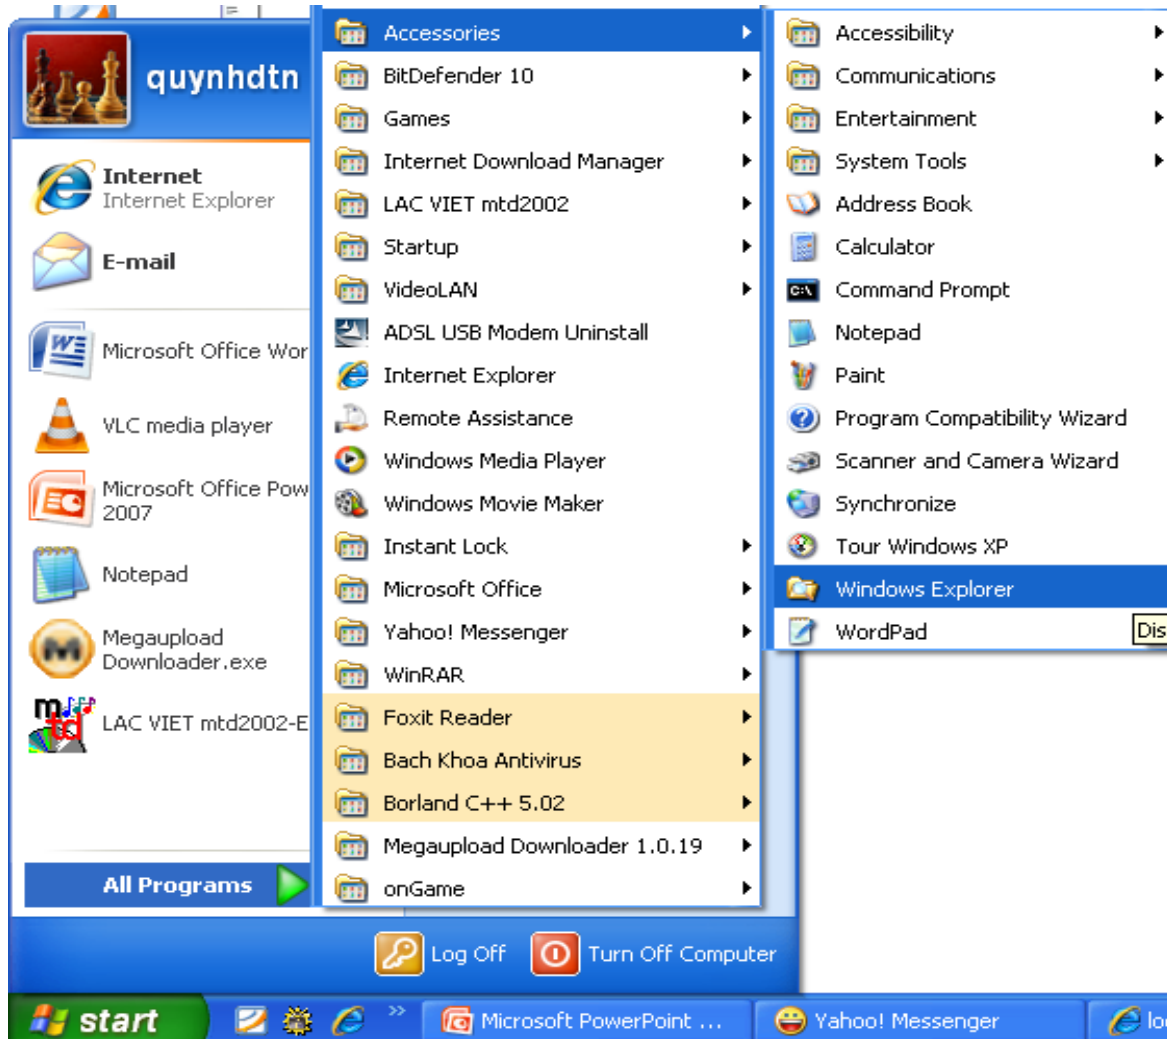 quynhdtn
Internet
Internet Explorer
E-mail
Microsoft Office Wor
VLC media player
Microsoft Office Pow
2007
Notepad
Megaupload
Downloader.exe
LAC VIET mtd2002-E
All Programs
Accessories
BitDefender 10
Games
Internet Download Manager
LAC VIET mtd2002
Startup
VideoLAN
ADSL USB Modem Uninstall
Internet Explorer
Remote Assistance
Windows Media Player
Windows Movie Maker
Instant Lock
Microsoft Office
Yahoo! Messenger
WinRAR
Foxit Reader
Bach Khoa Antivirus
Borland C++ 5.02
Megaupload Downloader 1.0.19
onGame
Accessibility
Communications
Entertainment
System Tools
Address Book
Calculator
Command Prompt
Notepad
Paint
Program Compatibility Wizard
Scanner and Camera Wizard
Synchronize
Tour Windows XP
Windows Explorer
WordPad
Dis
Log Off
Turn Off Computer
start
Microsoft PowerPoint ...
Yahoo! Messenger